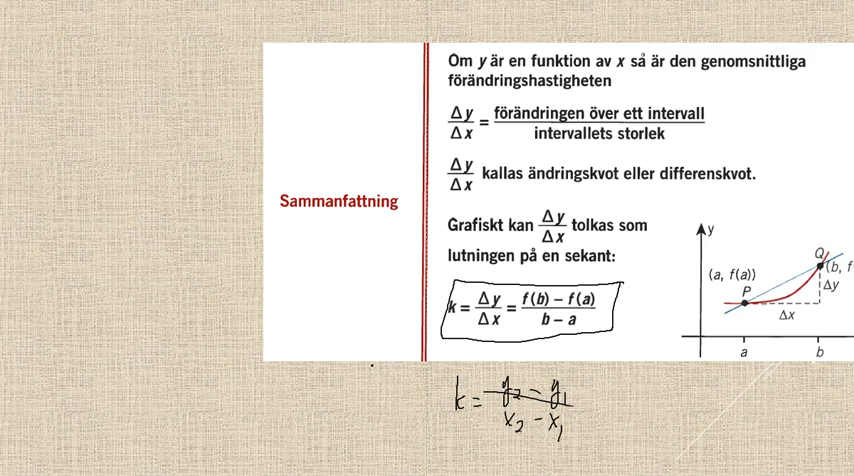 Om y är en funktion av x så är den genomsnittliga
förändringshastigheten
Δy/Δx = förändringen över ett intervall/intervallets storlek
Δy/Δx kallas ändringskvot eller differenskvot.
Sammanfattning
Grafiskt kan Δy/Δx tolkas som
lutningen på en sekant:
k = Δy/Δx = f(b) – f(a)/b – a
y
Q
(b, f
(a, f(a))
P
Δy
Δx
a
b
k = y₂ – y₁/x₂ – x₁